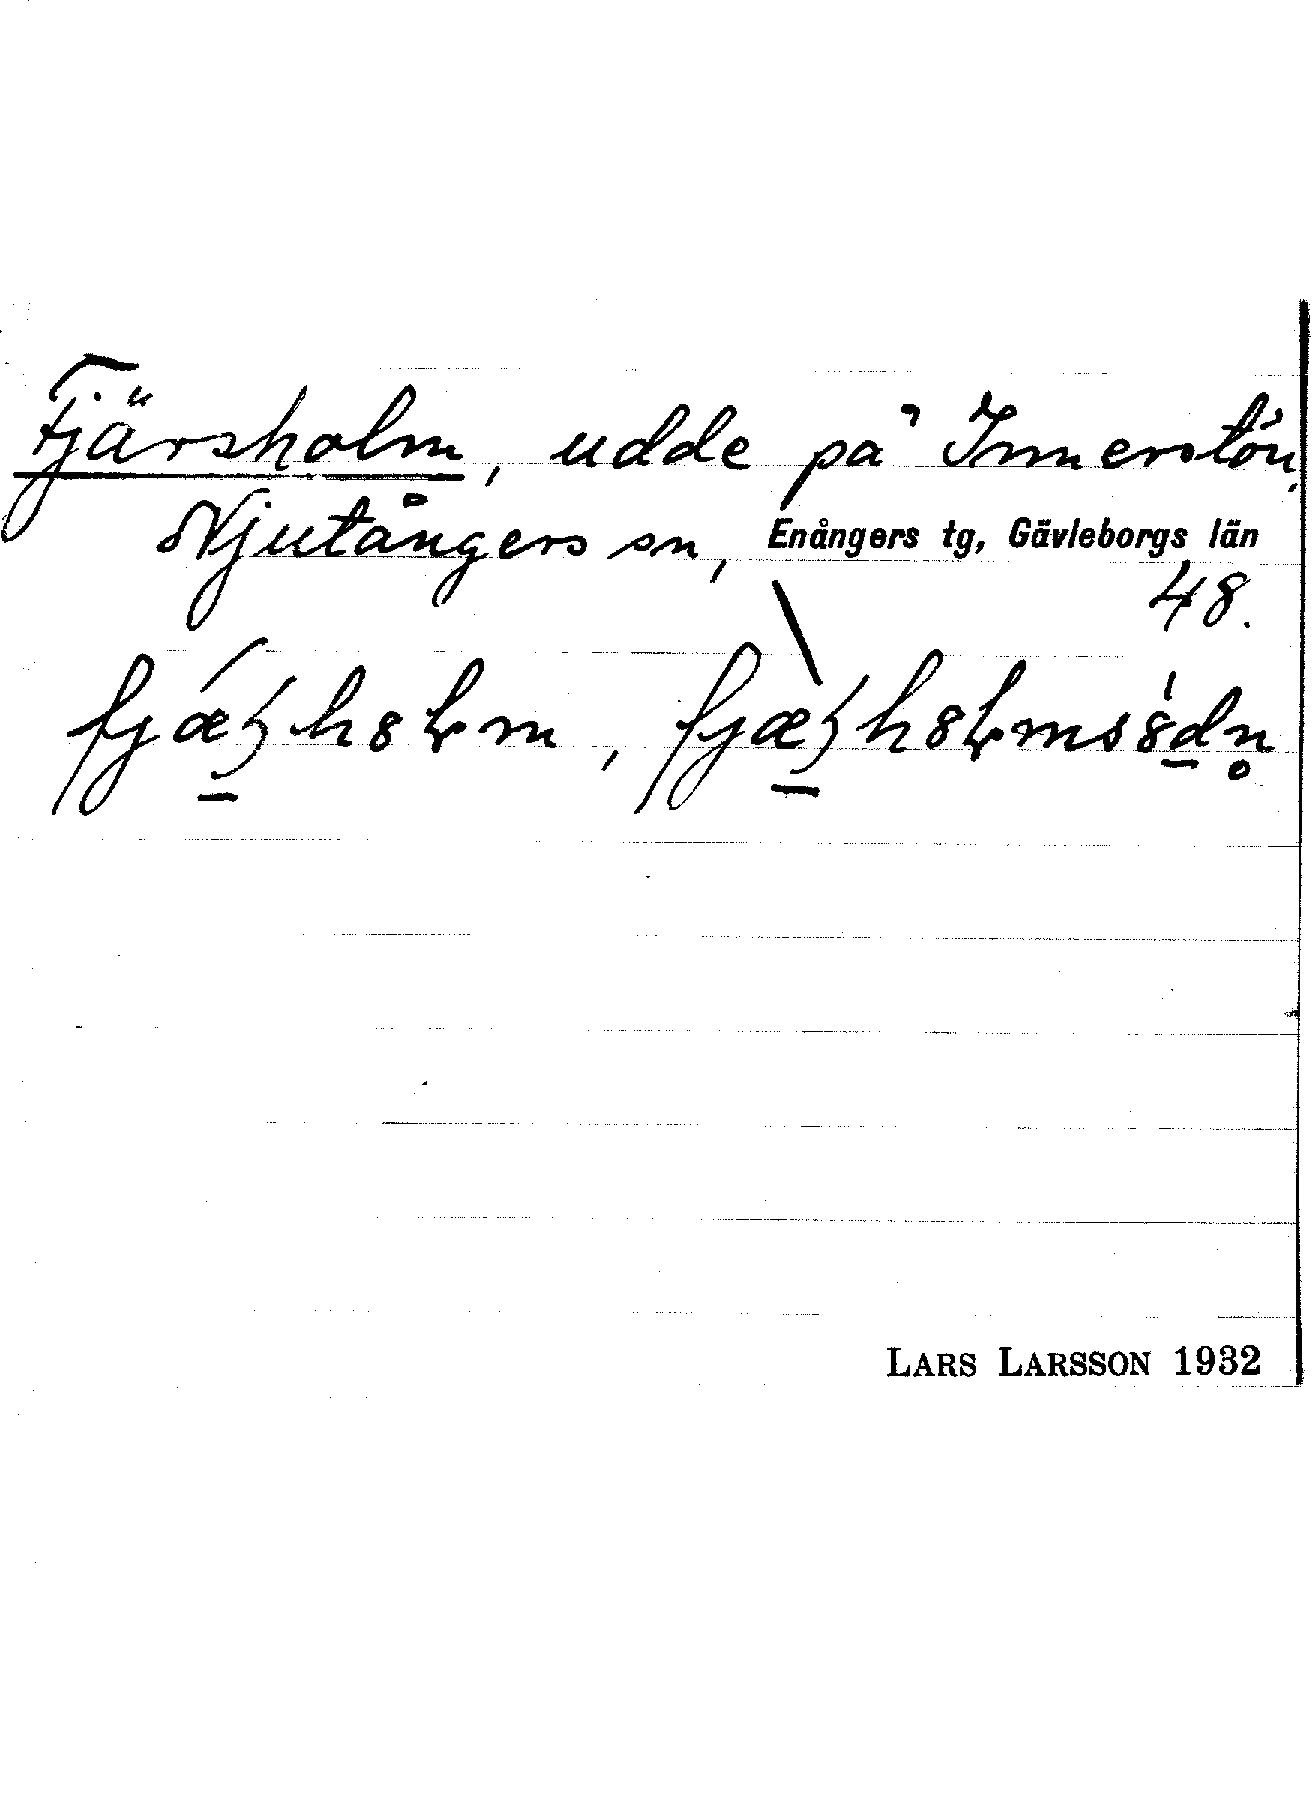 Fjärsholm, udde på Innerstön,
Njutångers sn, Enångers tg, Gävleborgs län
48.
LARS LARSSON 1932